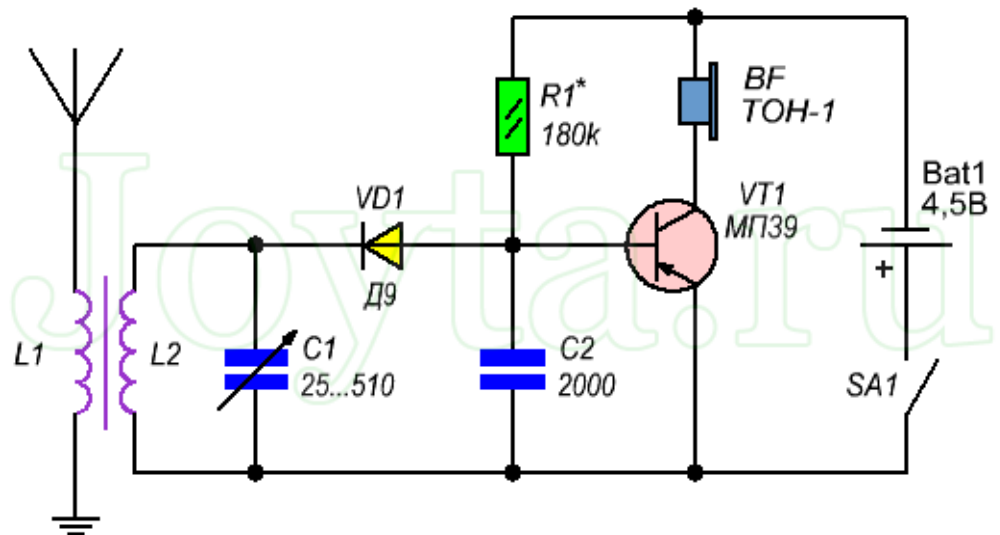 R1*
180k
BF
ТОН-1
VD1
Д9
VT1
МП39
Bat1
4,5В
+
L1
L2
C1
25...510
C2
2000
SA1
Joyta.ru